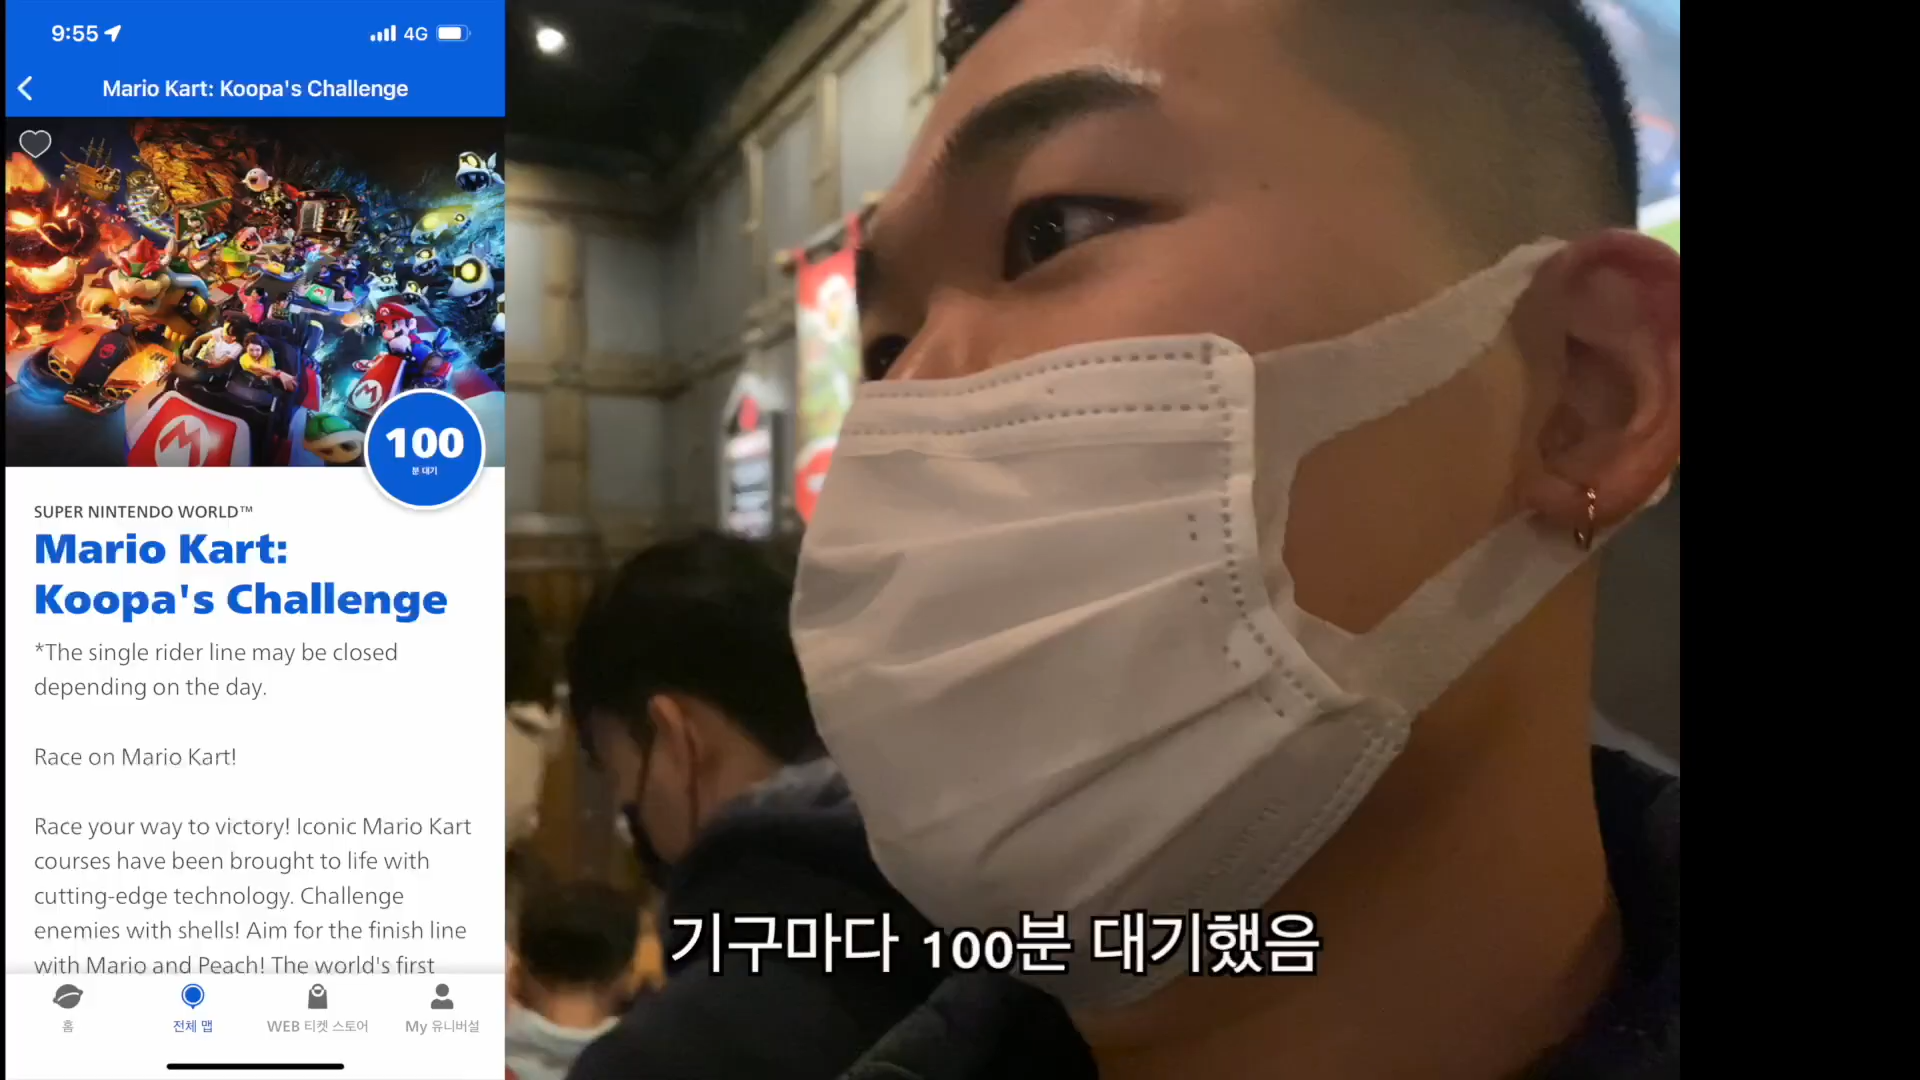 9:55
4G
Mario Kart: Koopa's Challenge
100
분 대기
SUPER NINTENDO WORLD™
Mario Kart:
Koopa's Challenge
*The single rider line may be closed
depending on the day.
Race on Mario Kart!
Race your way to victory! Iconic Mario Kart
courses have been brought to life with
cutting-edge technology. Challenge
enemies with shells! Aim for the finish line
with Mario and Peach! The world's first
홈
전체 맵
WEB 티켓 스토어
My 유니버설
기구마다 100분 대기했음